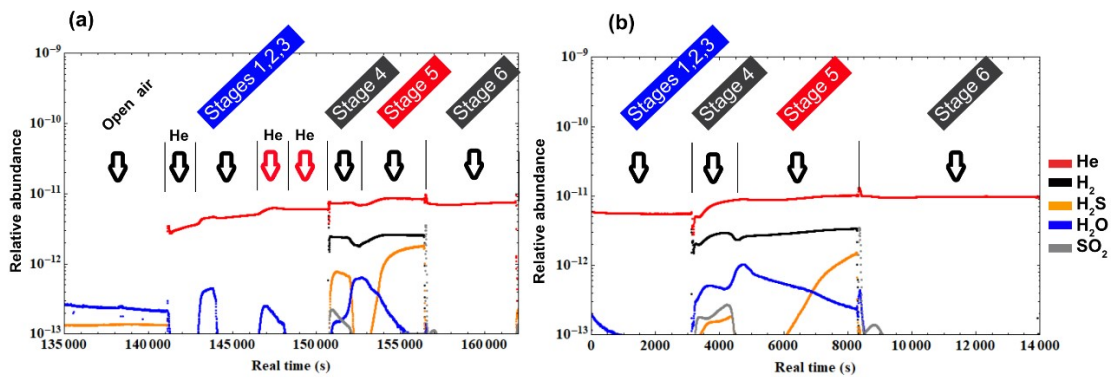 (a)
Open air
Stages 1,2,3
Stage 4
Stage 5
Stage 6
He
He
He
Relative abundance
10⁻⁹
10⁻¹⁰
10⁻¹¹
10⁻¹²
10⁻¹³
135 000 140 000 145 000 150 000 155 000 160 000
Real time (s)
(b)
Stages 1,2,3
Stage 4
Stage 5
Stage 6
Relative abundance
10⁻⁹
10⁻¹⁰
10⁻¹¹
10⁻¹²
10⁻¹³
0 2000 4000 6000 8000 10 000 12 000 14 000
Real time (s)
He
H₂
H₂S
H₂O
SO₂